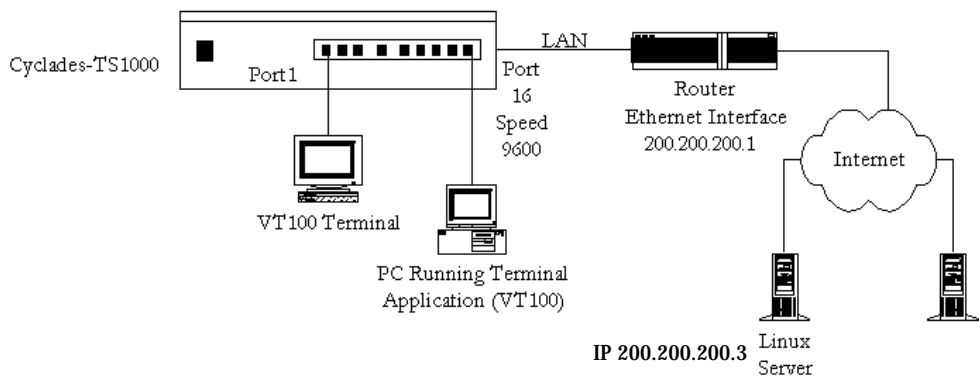 Cyclades-TS1000
Port1
LAN
Port
16
Speed
9600
Router
Ethernet Interface
200.200.200.1
Internet
VT100 Terminal
PC Running Terminal
Application (VT100)
IP 200.200.200.3
Linux
Server